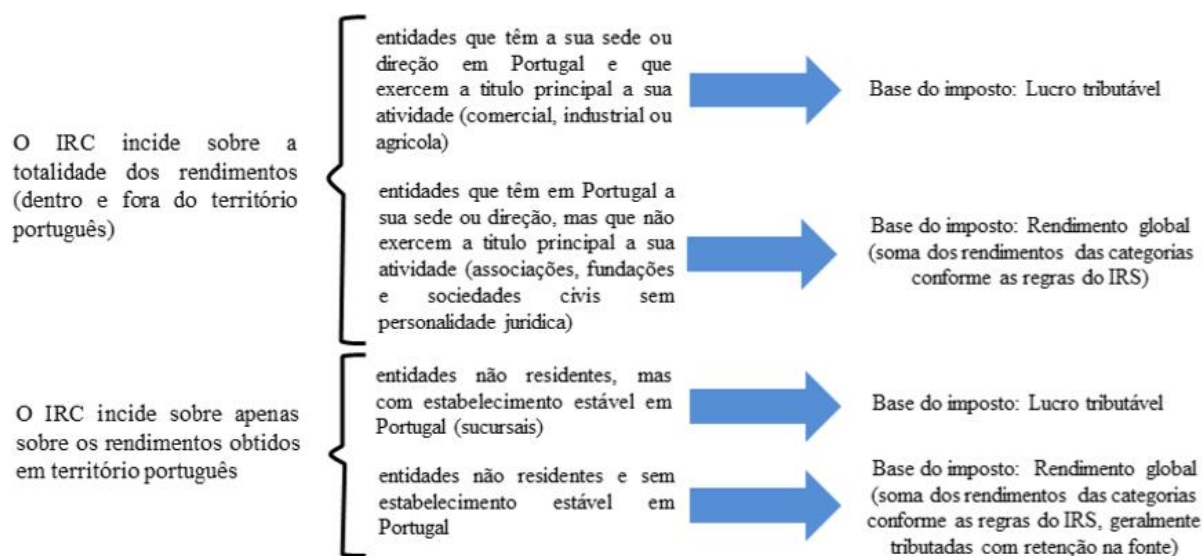 O IRC incide sobre a
totalidade dos rendimentos
(dentro e fora do território
português)
entidades que têm a sua sede ou
direção em Portugal e que
exercem a titulo principal a sua
atividade (comercial, industrial ou
agrícola)
Base do imposto: Lucro tributável
entidades que têm em Portugal a
sua sede ou direção, mas que não
exercem a titulo principal a sua
atividade (associações, fundações
e sociedades civis sem
personalidade jurídica)
Base do imposto: Rendimento global
(soma dos rendimentos das categorias
conforme as regras do IRS)
O IRC incide sobre apenas
sobre os rendimentos obtidos
em território português
entidades não residentes, mas
com estabelecimento estável em
Portugal (sucursais)
Base do imposto: Lucro tributável
entidades não residentes e sem
estabelecimento estável em
Portugal
Base do imposto: Rendimento global
(soma dos rendimentos das categorias
conforme as regras do IRS, geralmente
tributadas com retenção na fonte)